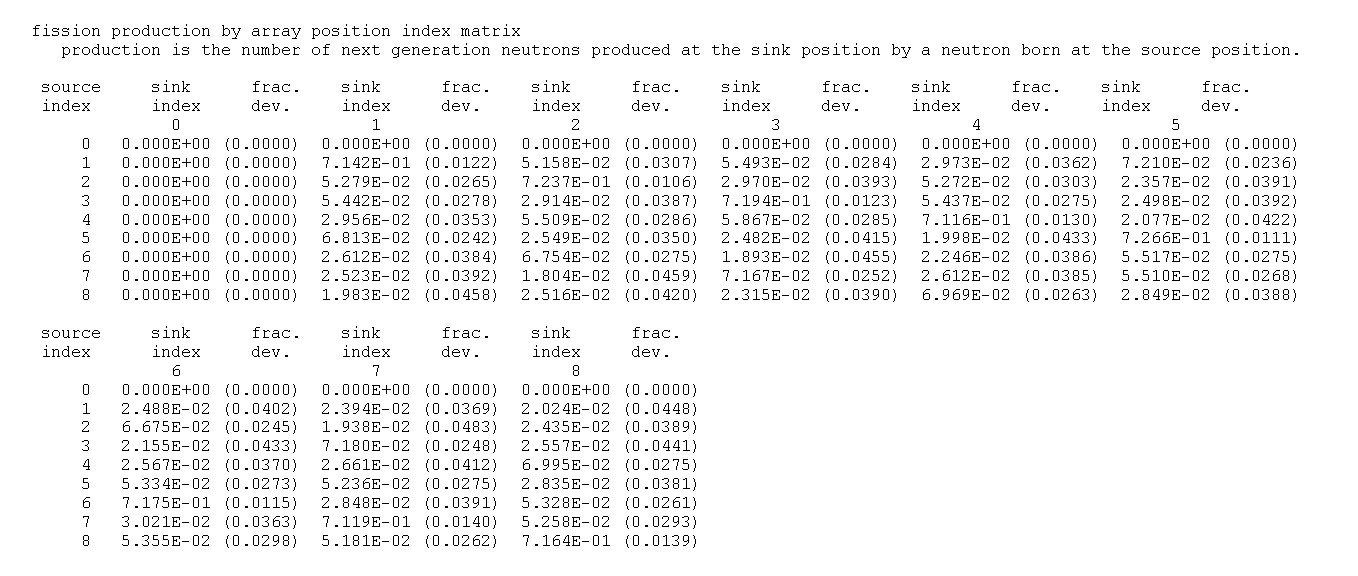 fission production by array position index matrix
production is the number of next generation neutrons produced at the sink position by a neutron born at the source position.
source sink frac. sink frac. sink frac. sink frac. sink frac. sink frac.
index index dev. index dev. index dev. index dev. index dev. index dev.
0 1 2 3 4 5
0 0.000E+00 (0.0000) 0.000E+00 (0.0000) 0.000E+00 (0.0000) 0.000E+00 (0.0000) 0.000E+00 (0.0000) 0.000E+00 (0.0000)
1 0.000E+00 (0.0000) 7.142E-01 (0.0122) 5.158E-02 (0.0307) 5.493E-02 (0.0284) 2.973E-02 (0.0362) 7.210E-02 (0.0236)
2 0.000E+00 (0.0000) 5.279E-02 (0.0265) 7.237E-01 (0.0106) 2.970E-02 (0.0393) 5.272E-02 (0.0303) 2.357E-02 (0.0391)
3 0.000E+00 (0.0000) 5.442E-02 (0.0278) 2.914E-02 (0.0387) 7.194E-01 (0.0123) 5.437E-02 (0.0275) 2.498E-02 (0.0392)
4 0.000E+00 (0.0000) 2.956E-02 (0.0353) 5.509E-02 (0.0286) 5.867E-02 (0.0285) 7.116E-01 (0.0130) 2.077E-02 (0.0422)
5 0.000E+00 (0.0000) 6.813E-02 (0.0242) 2.549E-02 (0.0350) 2.482E-02 (0.0415) 1.998E-02 (0.0433) 7.266E-01 (0.0111)
6 0.000E+00 (0.0000) 2.612E-02 (0.0384) 6.754E-02 (0.0275) 1.893E-02 (0.0455) 2.246E-02 (0.0386) 5.517E-02 (0.0275)
7 0.000E+00 (0.0000) 2.523E-02 (0.0392) 1.804E-02 (0.0459) 7.167E-02 (0.0252) 2.612E-02 (0.0385) 5.510E-02 (0.0268)
8 0.000E+00 (0.0000) 1.983E-02 (0.0458) 2.516E-02 (0.0420) 2.315E-02 (0.0390) 6.969E-02 (0.0263) 2.849E-02 (0.0388)
source sink frac. sink frac. sink frac.
index index dev. index dev. index dev.
6 7 8
0 0.000E+00 (0.0000) 0.000E+00 (0.0000) 0.000E+00 (0.0000)
1 2.488E-02 (0.0402) 2.394E-02 (0.0369) 2.024E-02 (0.0448)
2 6.675E-02 (0.0245) 1.938E-02 (0.0483) 2.435E-02 (0.0389)
3 2.155E-02 (0.0433) 7.180E-02 (0.0248) 2.557E-02 (0.0441)
4 2.567E-02 (0.0370) 2.661E-02 (0.0412) 6.995E-02 (0.0275)
5 5.334E-02 (0.0273) 5.236E-02 (0.0275) 2.835E-02 (0.0381)
6 7.175E-01 (0.0115) 2.848E-02 (0.0391) 5.328E-02 (0.0261)
7 3.021E-02 (0.0363) 7.119E-01 (0.0140) 5.258E-02 (0.0293)
8 5.355E-02 (0.0298) 5.181E-02 (0.0262) 7.164E-01 (0.0139)